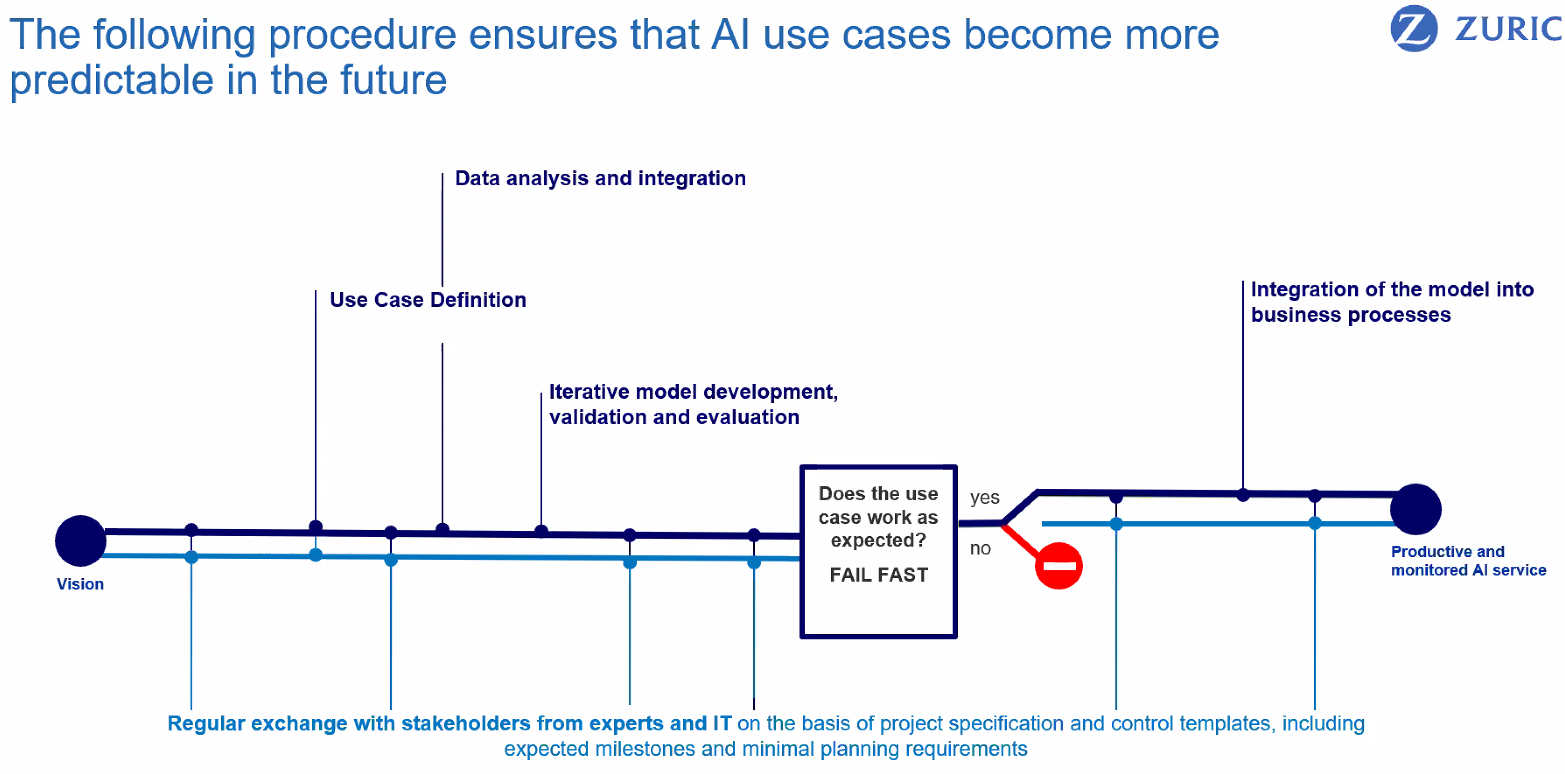 The following procedure ensures that AI use cases become more
predictable in the future
Z ZURIC
Data analysis and integration
Use Case Definition
Integration of the model into
business processes
Iterative model development,
validation and evaluation
Does the use
case work as
expected?
FAIL FAST
yes
no
Vision
Productive and
monitored AI service
Regular exchange with stakeholders from experts and IT on the basis of project specification and control templates, including
expected milestones and minimal planning requirements